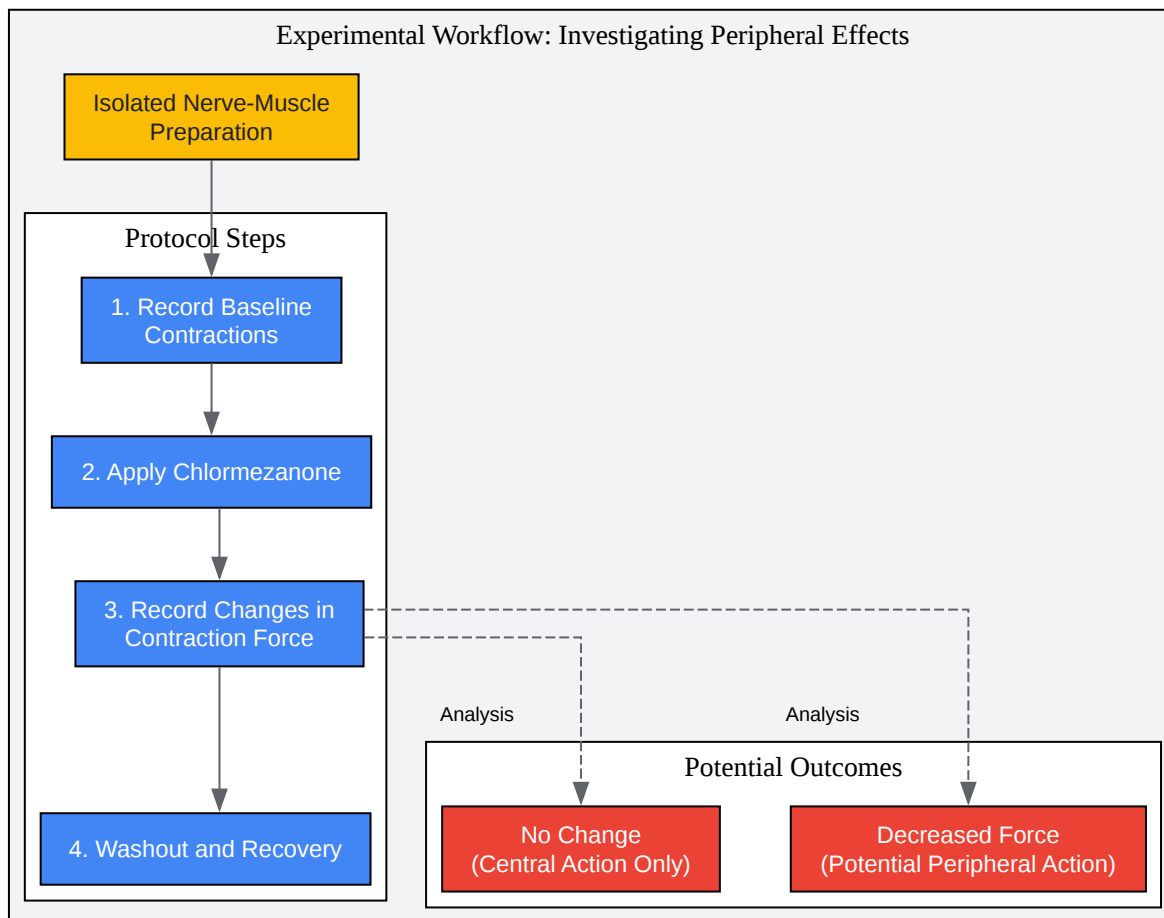 Experimental Workflow: Investigating Peripheral Effects
Isolated Nerve-Muscle
Preparation
Protocol Steps
1. Record Baseline
Contractions
2. Apply Chlormezanone
3. Record Changes in
Contraction Force
4. Washout and Recovery
Analysis
Analysis
Potential Outcomes
No Change
(Central Action Only)
Decreased Force
(Potential Peripheral Action)